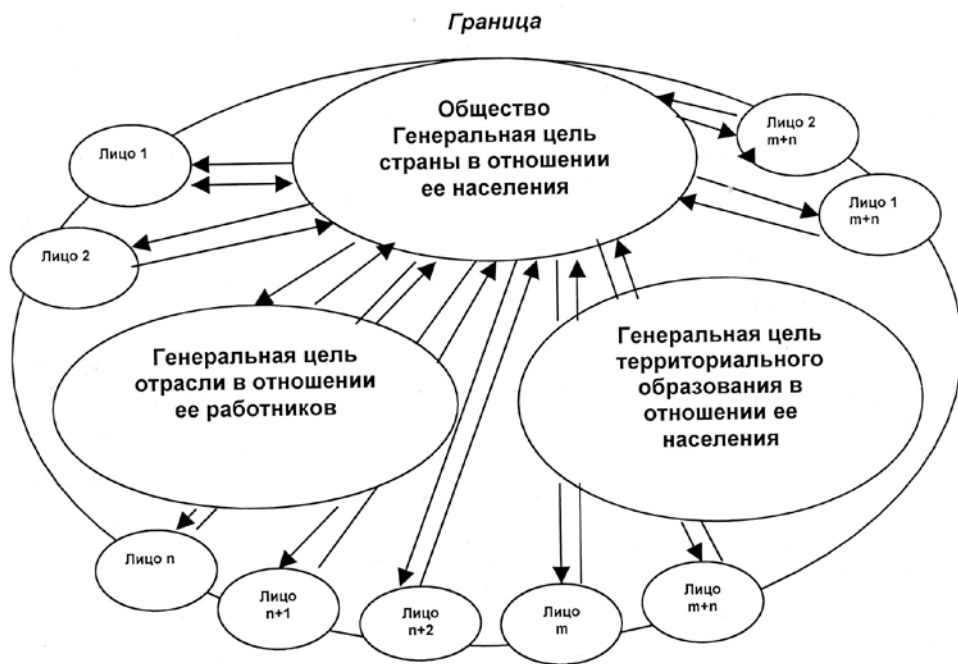 Граница
Общество
Генеральная цель
страны в отношении
ее населения
Лицо 1
Лицо 2
Лицо 2
m+n
Лицо 1
m+n
Генеральная цель
отрасли в отношении
ее работников
Генеральная цель
территориального
образования в
отношении ее
населения
Лицо n
Лицо
n+1
Лицо
n+2
Лицо
m
Лицо
m+n